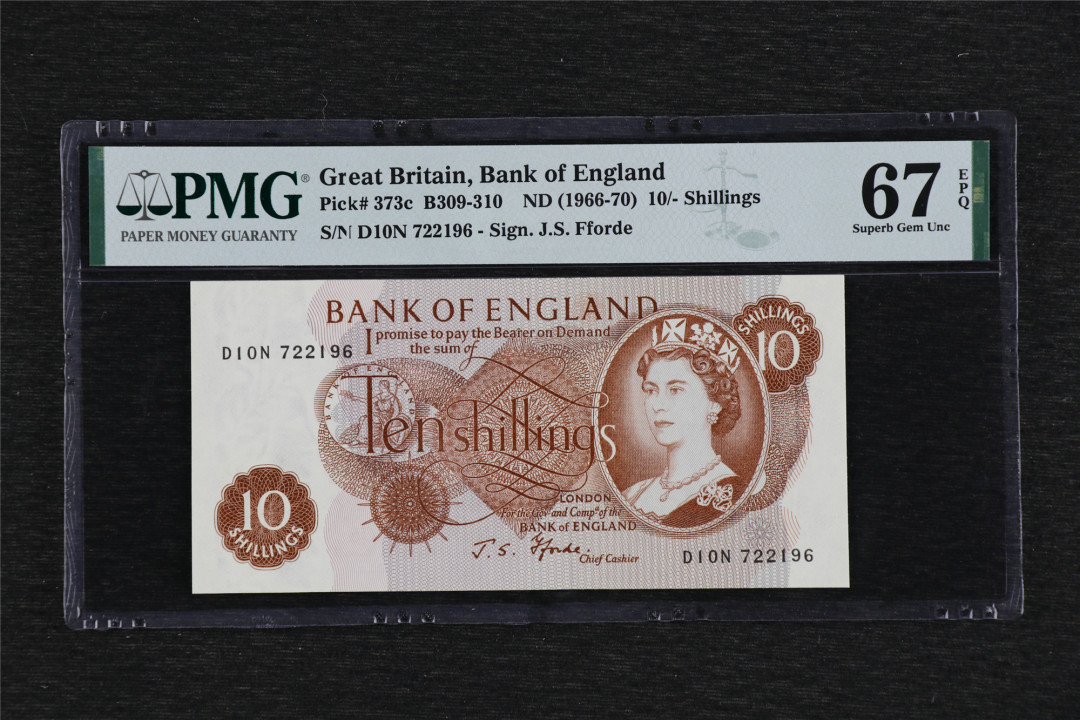 PMG®
PAPER MONEY GUARANTY
Great Britain, Bank of England
Pick# 373c B309-310 ND (1966-70) 10/- Shillings
S/N D10N 722196 - Sign. J.S. Fforde
67
EPQ
Superb Gem Unc
BANK OF ENGLAND
I promise to pay the Bearer on Demand
the sum of
D10N 722196
SHILLINGS
10
BANK OF ENGLAND
Ten shillings
10
SHILLINGS
LONDON
For the Govr and Compa of the
BANK of ENGLAND
J. S. Fforde.
Chief Cashier
D10N 722196